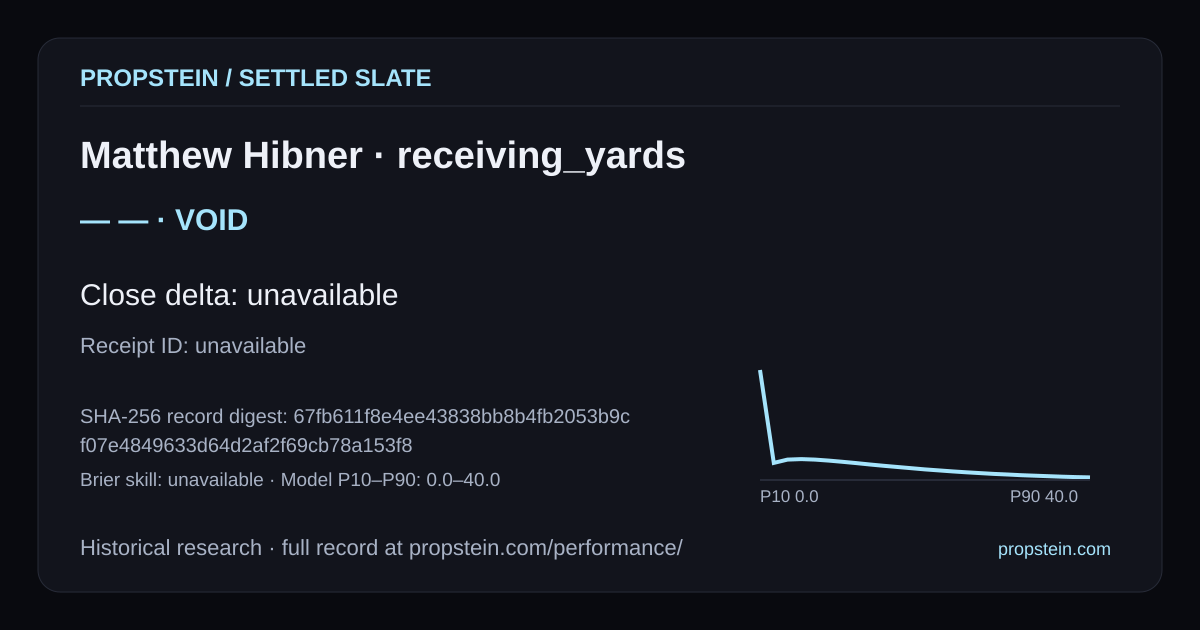 PROPSTEIN / SETTLED SLATE
Matthew Hibner · receiving_yards
— — · VOID
Close delta: unavailable
Receipt ID: unavailable
SHA-256 record digest: 67fb611f8e4ee43838bb8b4fb2053b9c
f07e4849633d64d2af2f69cb78a153f8
Brier skill: unavailable · Model P10–P90: 0.0–40.0
P10 0.0
P90 40.0
Historical research · full record at propstein.com/performance/
propstein.com